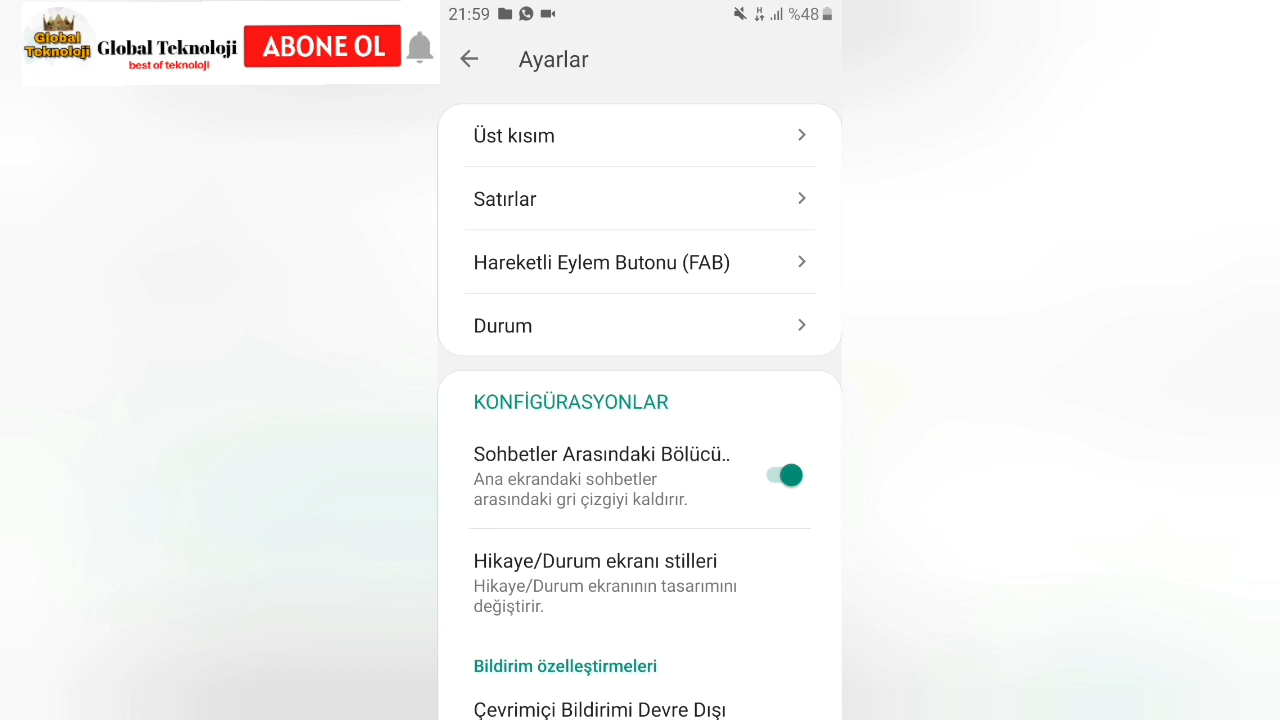 Global
Teknoloji
Global Teknoloji
best of teknoloji
ABONE OL
21:59
%48
Ayarlar
Üst kısım
Satırlar
Hareketli Eylem Butonu (FAB)
Durum
KONFİGÜRASYONLAR
Sohbetler Arasındaki Bölücü..
Ana ekrandaki sohbetler
arasındaki gri çizgiyi kaldırır.
Hikaye/Durum ekranı stilleri
Hikaye/Durum ekranının tasarımını
değiştirir.
Bildirim özelleştirmeleri
Çevrimiçi Bildirimi Devre Dışı